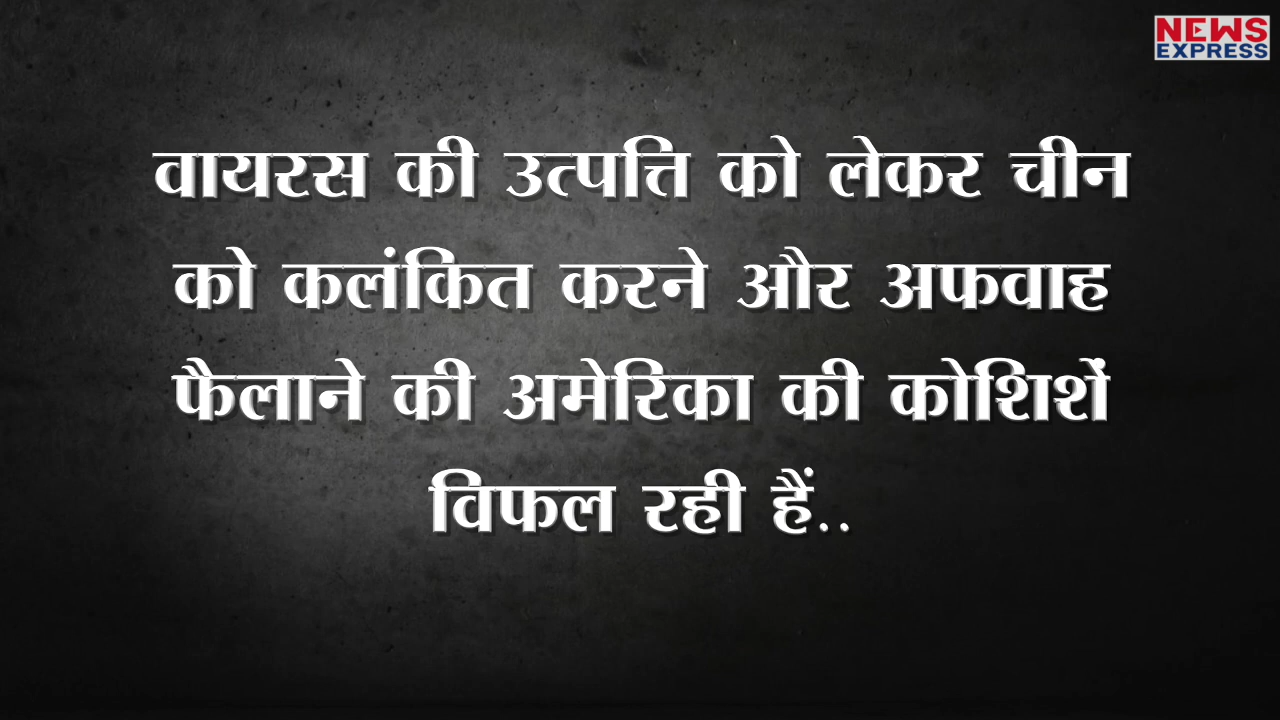 NEWS
EXPRESS
वायरस की उत्पत्ति को लेकर चीन
को कलंकित करने और अफवाह
फैलाने की अमेरिका की कोशिशें
विफल रही हैं..